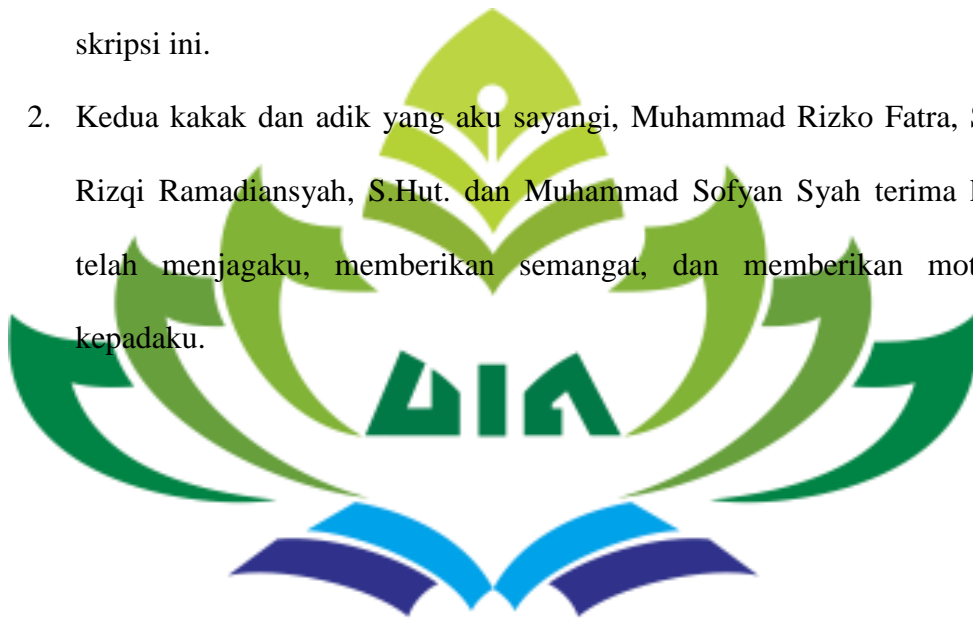 skripsi ini.
2. Kedua kakak dan adik yang aku sayangi, Muhammad Rizko Fatra,
Rizqi Ramadiansyah, S.Hut. dan Muhammad Sofyan Syah terima
telah menjagaku, memberikan semangat, dan memberikan
kepadaku.
UIN